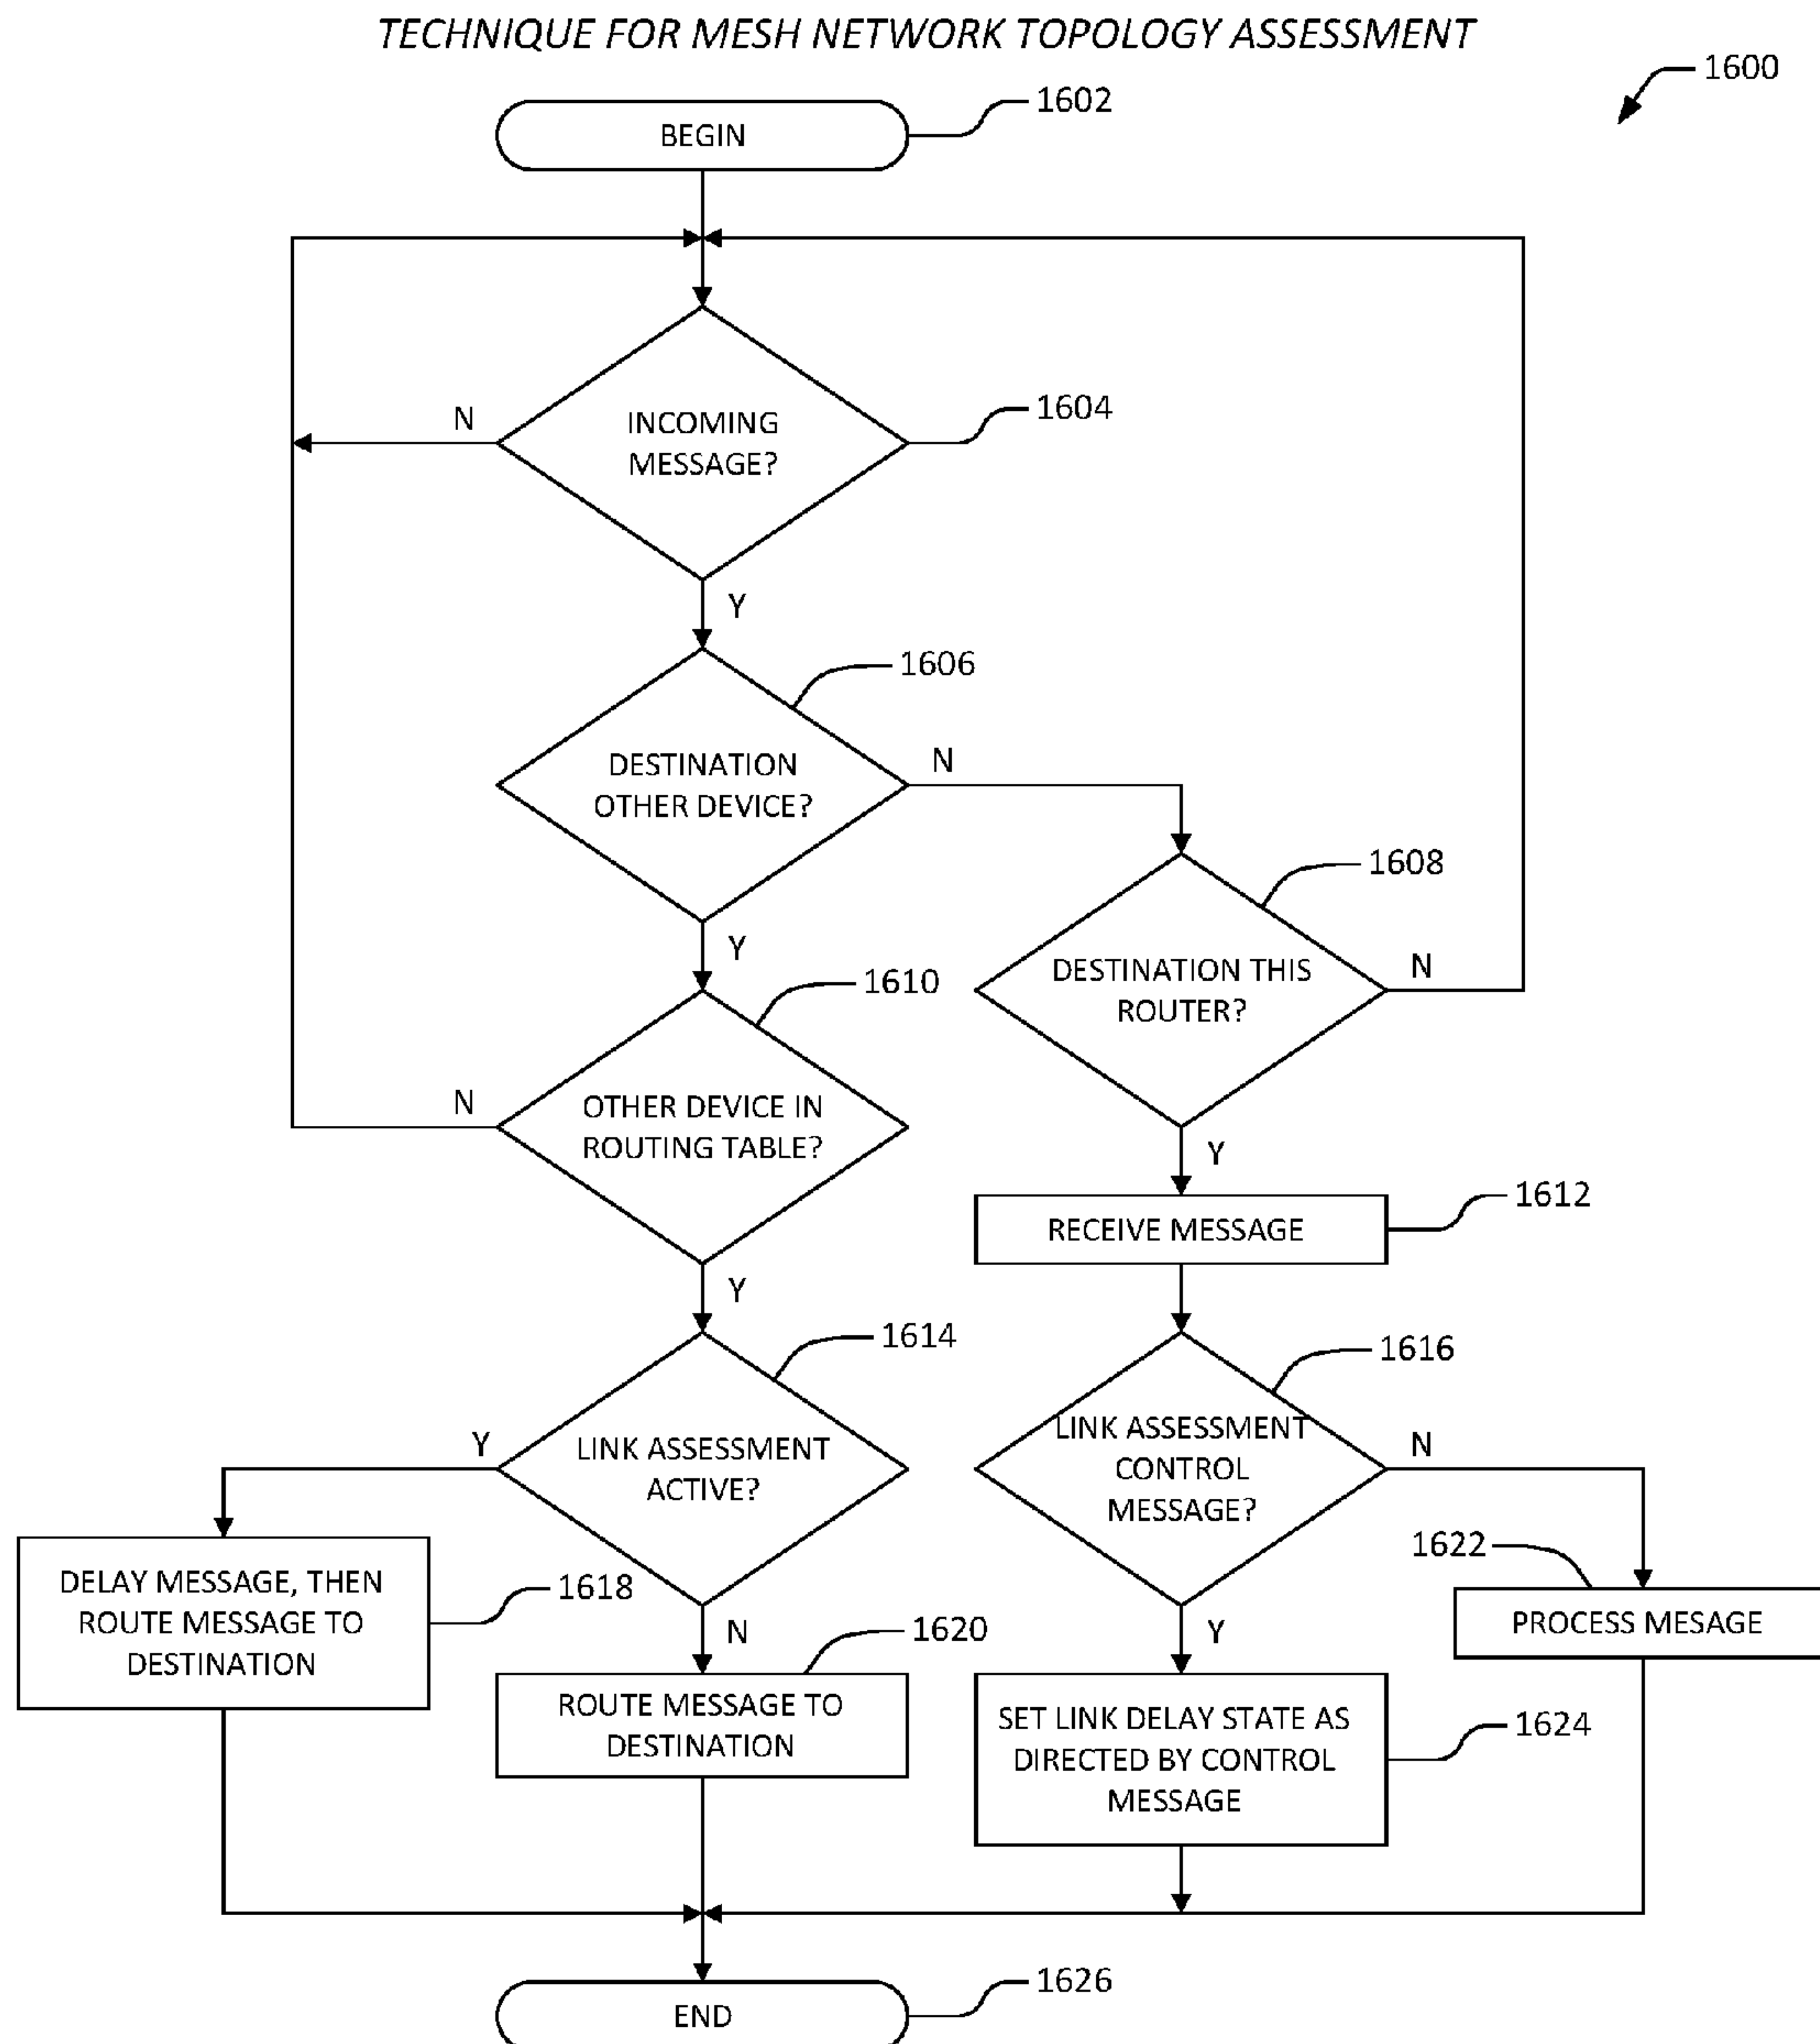 TECHNIQUE FOR MESH NETWORK TOPOLOGY ASSESSMENT
1600
1602
BEGIN
INCOMING
MESSAGE?
1604
N
Y
1606
DESTINATION
OTHER DEVICE?
N
Y
1608
DESTINATION THIS
ROUTER?
N
Y
1610
OTHER DEVICE IN
ROUTING TABLE?
N
Y
1612
RECEIVE MESSAGE
1614
LINK ASSESSMENT
ACTIVE?
Y
N
1616
LINK ASSESSMENT
CONTROL
MESSAGE?
N
Y
1618
DELAY MESSAGE, THEN
ROUTE MESSAGE TO
DESTINATION
1620
ROUTE MESSAGE TO
DESTINATION
1622
PROCESS MESAGE
SET LINK DELAY STATE AS
DIRECTED BY CONTROL
MESSAGE
1624
1626
END